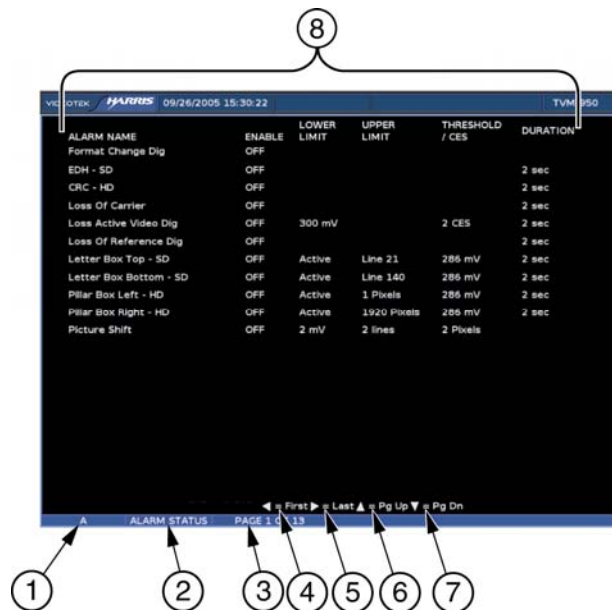 8
VIDEOTEK HARRIS 09/26/2005 15:30:22 TVM 950
ALARM NAME ENABLE LOWER LIMIT UPPER LIMIT THRESHOLD / CES DURATION
Format Change Dig OFF
EDH - SD OFF 2 sec
CRC - HD OFF 2 sec
Loss Of Carrier OFF 2 sec
Loss Active Video Dig OFF 300 mV 2 CES 2 sec
Loss Of Reference Dig OFF 2 sec
Letter Box Top - SD OFF Active Line 21 286 mV 2 sec
Letter Box Bottom - SD OFF Active Line 140 286 mV 2 sec
Pillar Box Left - HD OFF Active 1 Pixels 286 mV 2 sec
Pillar Box Right - HD OFF Active 1920 Pixels 286 mV 2 sec
Picture Shift OFF 2 mV 2 lines 2 Pixels
◀ = First ▶ = Last ▲ = Pg Up ▼ = Pg Dn
A ALARM STATUS PAGE 1 OF 13
1 2 3 4 5 6 7